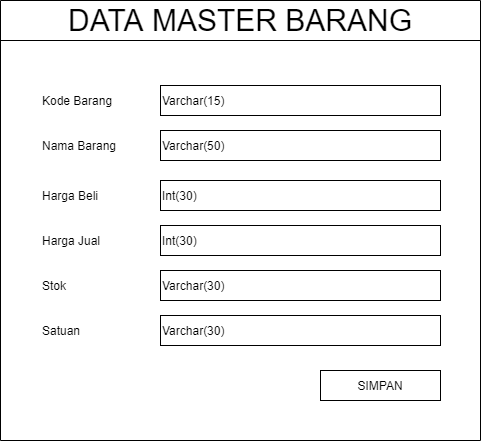 DATA MASTER BARANG
Kode Barang Varchar(15)
Nama Barang Varchar(50)
Harga Beli Int(30)
Harga Jual Int(30)
Stok Varchar(30)
Satuan Varchar(30)
SIMPAN